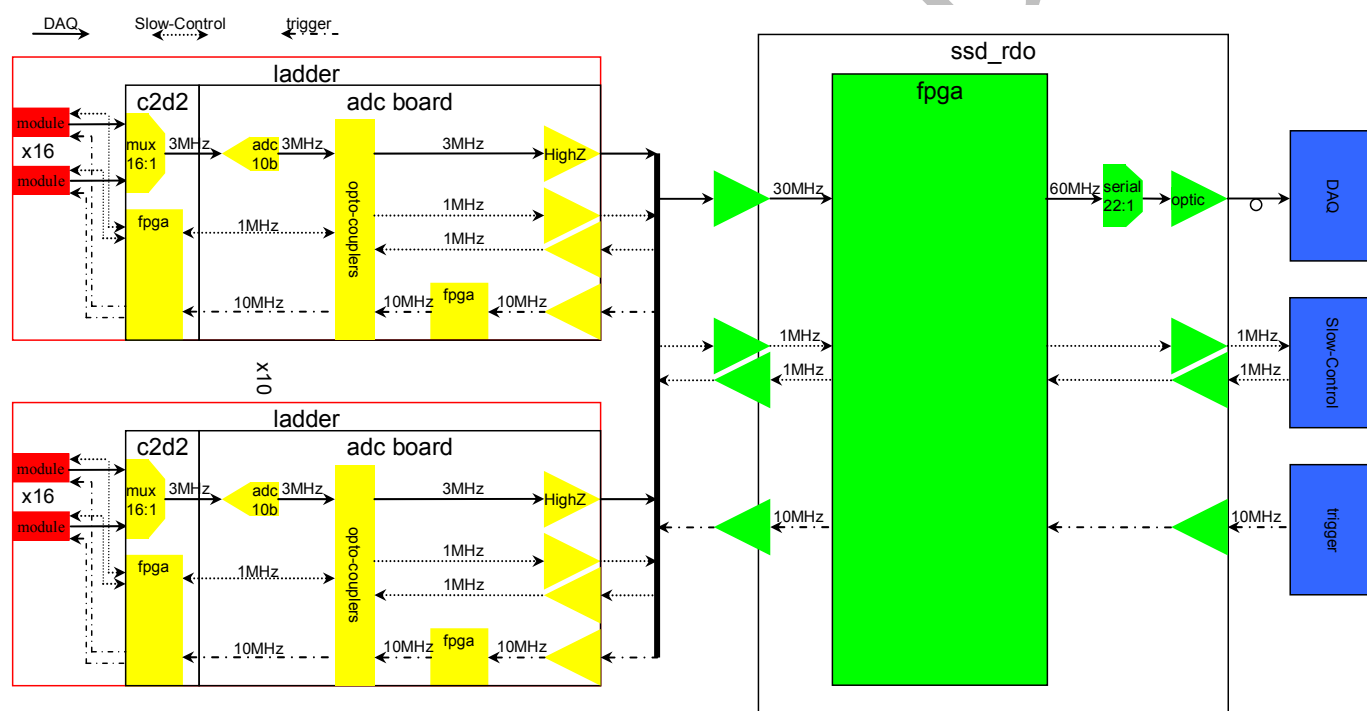 DAQ
Slow-Control
trigger
ladder
c2d2
adc board
module
x16
module
mux
16:1
3MHz
adc
10b
3MHz
opto-couplers
3MHz
HighZ
fpga
1MHz
1MHz
1MHz
10MHz
10MHz
fpga
10MHz
x10
ladder
c2d2
adc board
module
x16
module
mux
16:1
3MHz
adc
10b
3MHz
opto-couplers
3MHz
HighZ
fpga
1MHz
1MHz
1MHz
10MHz
10MHz
fpga
10MHz
ssd_rdo
fpga
30MHz
60MHz
serial
22:1
optic
DAQ
1MHz
1MHz
1MHz
1MHz
Slow-Control
10MHz
10MHz
trigger